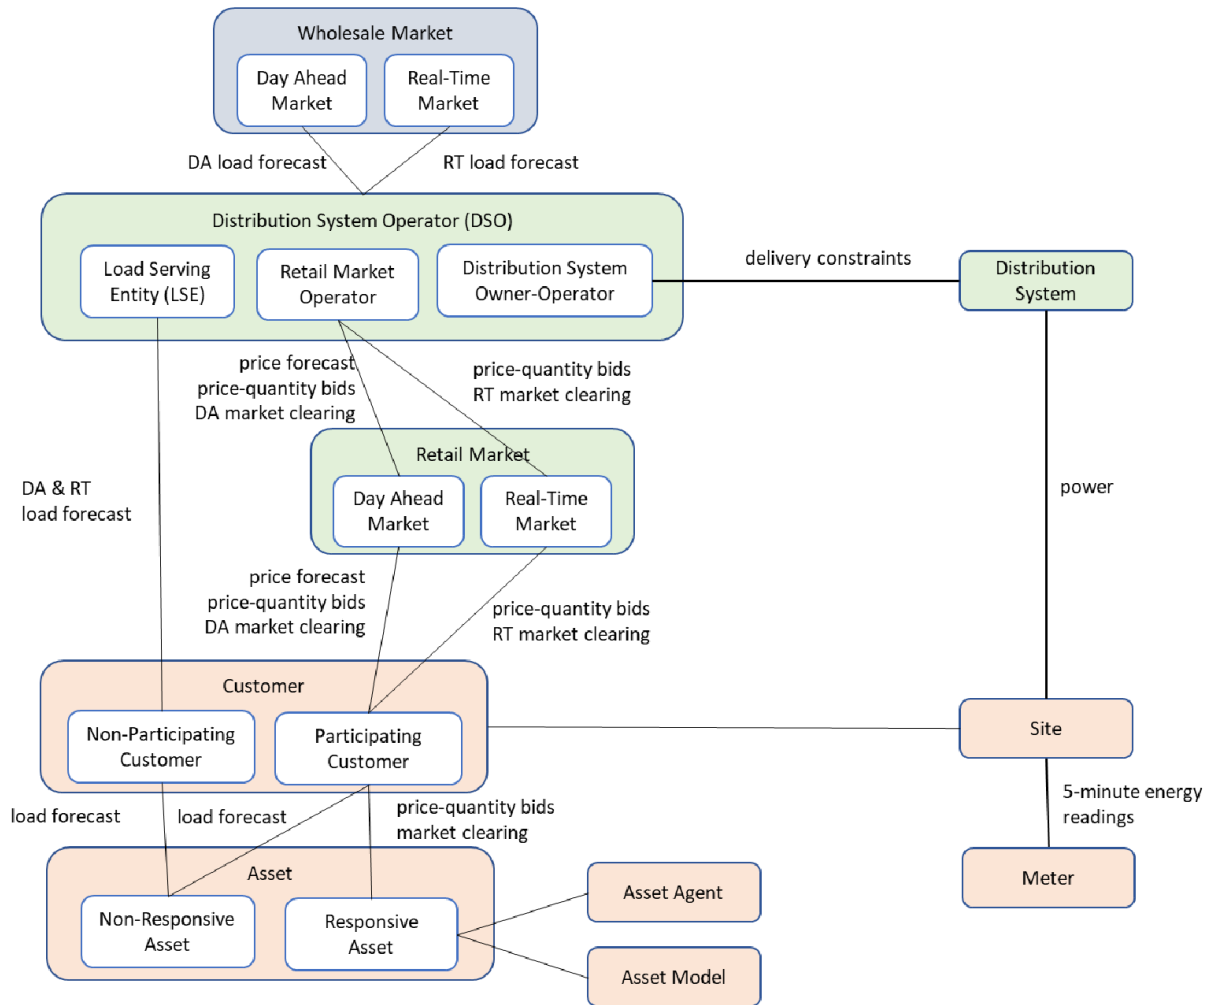 Wholesale Market
Day Ahead
Market
Real-Time
Market
DA load forecast
RT load forecast
Distribution System Operator (DSO)
Load Serving
Entity (LSE)
Retail Market
Operator
Distribution System
Owner-Operator
delivery constraints
Distribution
System
price forecast
price-quantity bids
DA market clearing
price-quantity bids
RT market clearing
Retail Market
Day Ahead
Market
Real-Time
Market
DA & RT
load forecast
power
price forecast
price-quantity bids
DA market clearing
price-quantity bids
RT market clearing
Customer
Non-Participating
Customer
Participating
Customer
Site
load forecast
load forecast
price-quantity bids
market clearing
5-minute energy
readings
Asset
Non-Responsive
Asset
Responsive
Asset
Asset Agent
Meter
Asset Model